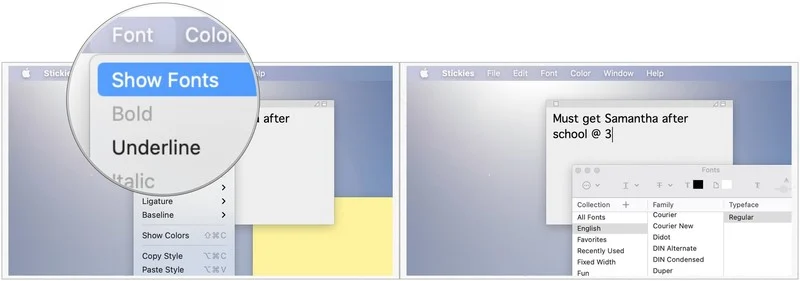 Font Color
Show Fonts
Bold
Underline
Italic
Stickies
after
Ligature
Baseline
Show Colors ⇧⌘C
Copy Style ⌥⌘C
Paste Style ⌥⌘V
Stickies File Edit Font Color Window Help
Must get Samantha after
school @ 3
Fonts
Collection + Family Typeface
All Fonts Courier Regular
English Courier New
Favorites Didot
Recently Used DIN Alternate
Fixed Width DIN Condensed
Fun Duper